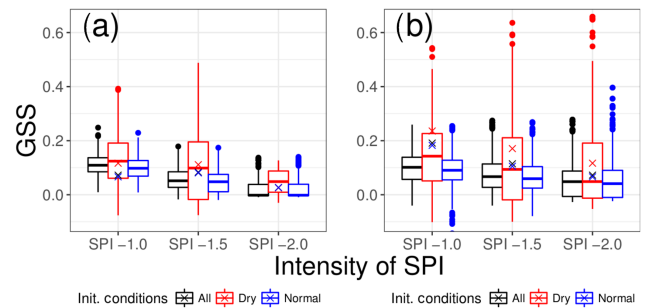 (a) (b)
GSS
0.6
0.4
0.2
0.0
0.6
0.4
0.2
0.0
SPI −1.0 SPI −1.5 SPI −2.0 SPI −1.0 SPI −1.5 SPI −2.0
Intensity of SPI
Init. conditions All Dry Normal Init. conditions All Dry Normal